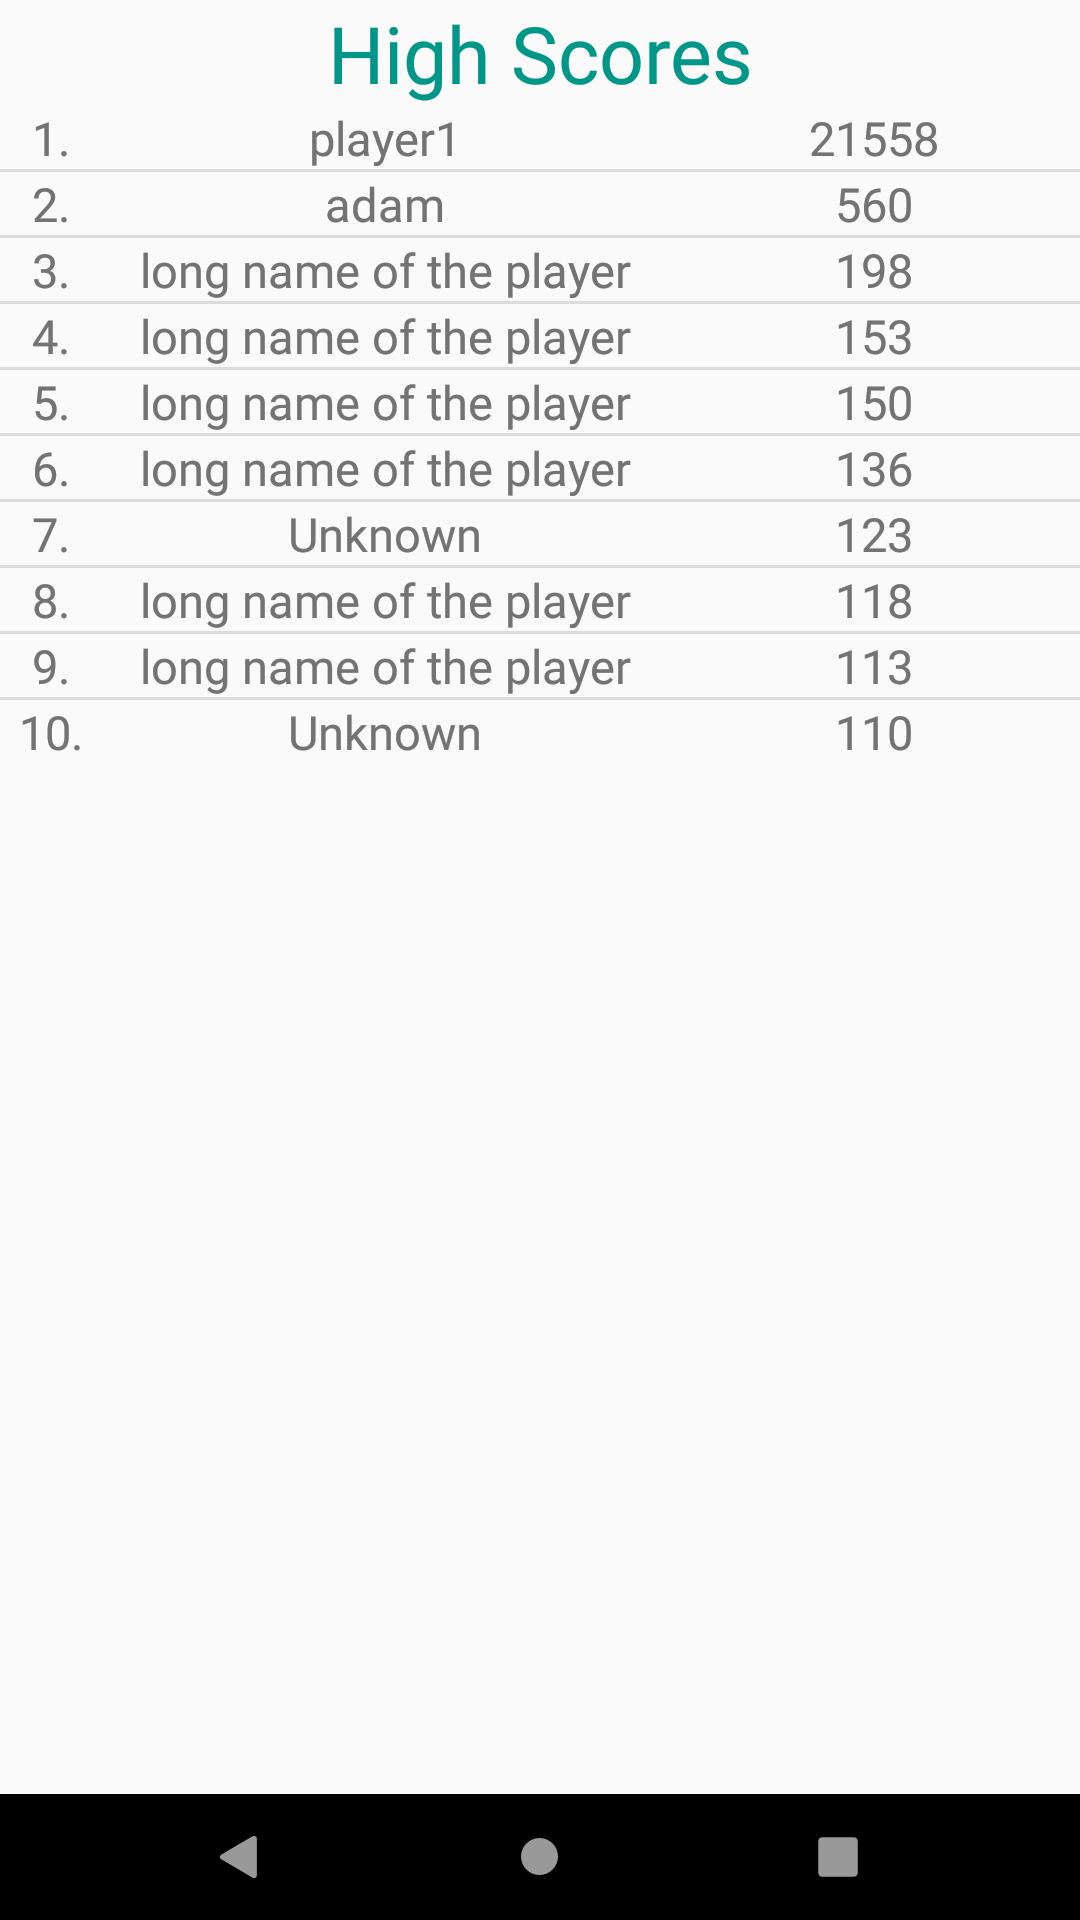 High Scores
1. player1 21558
2. adam 560
3. long name of the player 198
4. long name of the player 153
5. long name of the player 150
6. long name of the player 136
7. Unknown 123
8. long name of the player 118
9. long name of the player 113
10. Unknown 110